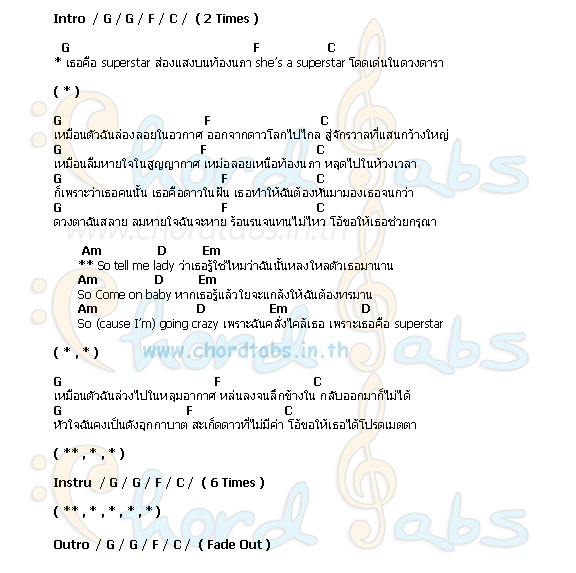 Intro / G / G / F / C / ( 2 Times )
G F C
* เธอคือ superstar ส่องแสงบนท้องนภา she's a superstar โดดเด่นในดวงดารา
( * )
G F C
เหมือนตัวฉันล่องลอยในอวกาศ ออกจากดาวโลกไปไกล สู่จักรวาลที่แสนกว้างใหญ่
G F C
เหมือนลืมหายใจในสูญญากาศ เหม่อลอยเหนือท้องนภา หลุดไปในห้วงเวลา
G F C
ก็เพราะว่าเธอคนนั้น เธอคือดาวในฝัน เธอทำให้ฉันต้องหันมามองเธอจนกว่า
G F C
ดวงตาฉันสลาย ลมหายใจฉันจะหาย ร้อนรนจนทนไม่ไหว โอ้ขอให้เธอช่วยกรุณา
www.chordtabs.in.th
Am D Em
** So tell me lady ว่าเธอรู้ใช่ไหมว่าฉันนั้นหลงใหลตัวเธอมานาน
Am D Em
So Come on baby หากเธอรู้แล้วใยจะแกล้งให้ฉันต้องทรมาน
Am D Em D
So (cause I'm) going crazy เพราะฉันคลั่งไคล้เธอ เพราะเธอคือ superstar
( * , * )
www.chordtabs.in.th
G F C
เหมือนตัวฉันล่วงไปในหลุมอากาศ หล่นลงจนลึกข้างใน กลับออกมาก็ไม่ได้
G F C
หัวใจฉันคงเป็นดังอุกกาบาต สะเก็ดดาวที่ไม่มีค่า โอ้ขอให้เธอได้โปรดเมตตา
( ** , * , * )
Instru / G / G / F / C / ( 6 Times )
( ** , * , * , * , * )
Chord Tabs
Outro / G / G / F / C / ( Fade Out )